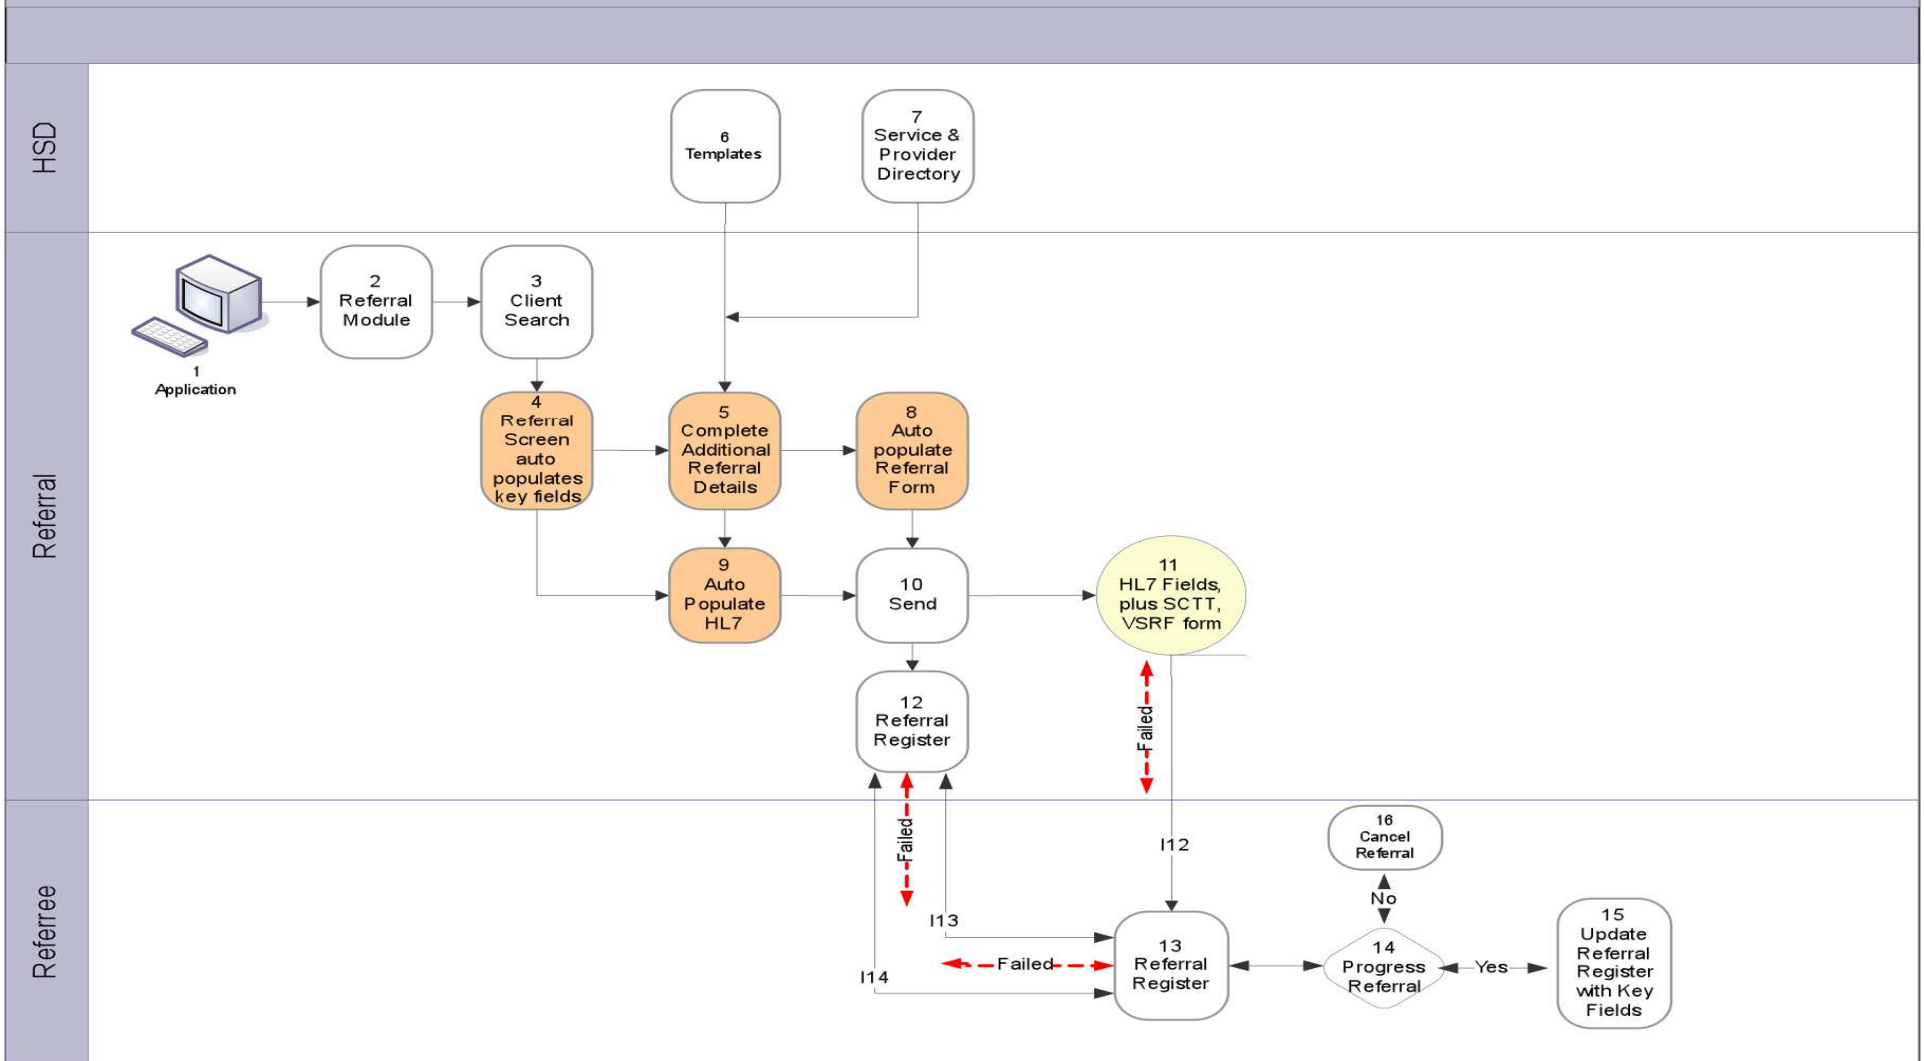 HSD
6
Templates
7
Service &
Provider
Directory
Referral
1
Application
2
Referral
Module
3
Client
Search
4
Referral
Screen
auto
populates
key fields
5
Complete
Additional
Referral
Details
8
Auto
populate
Referral
Form
9
Auto
Populate
HL7
10
Send
11
HL7 Fields,
plus SCTT,
VSRF form
12
Referral
Register
Failed
Referree
Failed
I12
I13
I14
Failed
13
Referral
Register
14
Progress
Referral
No
16
Cancel
Referral
Yes
15
Update
Referral
Register
with Key
Fields